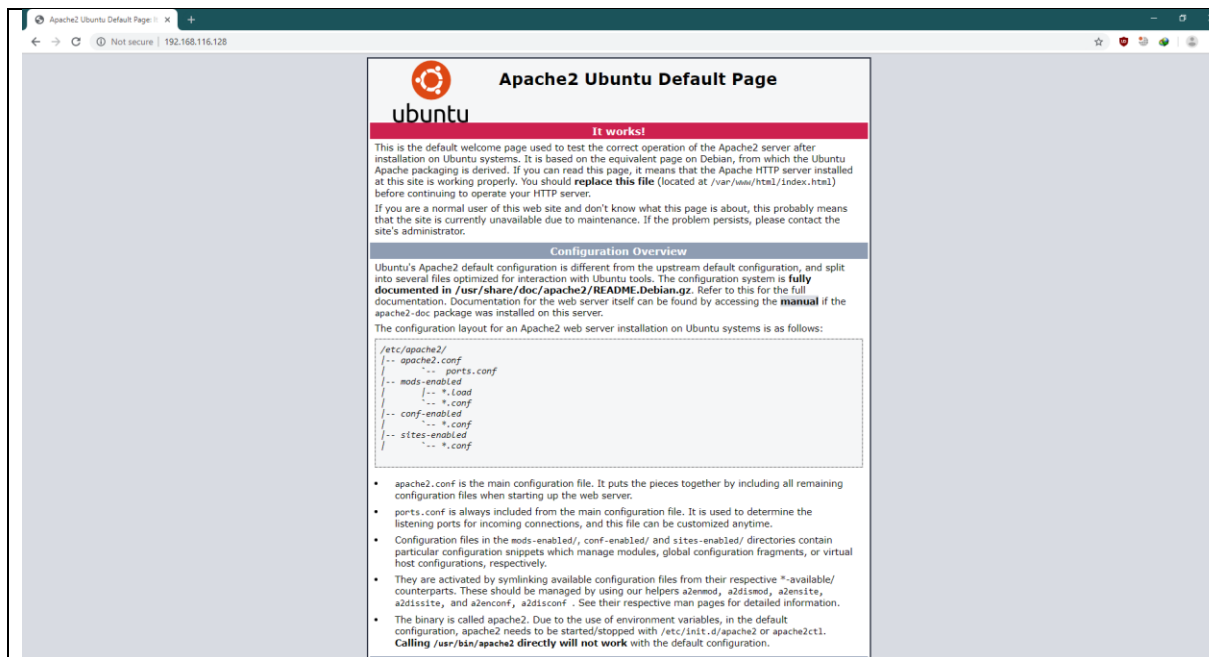 Apache2 Ubuntu Default Page: It
Not secure | 192.168.116.128
ubuntu
Apache2 Ubuntu Default Page
It works!
This is the default welcome page used to test the correct operation of the Apache2 server after
installation on Ubuntu systems. It is based on the equivalent page on Debian, from which the Ubuntu
Apache packaging is derived. If you can read this page, it means that the Apache HTTP server installed
at this site is working properly. You should replace this file (located at /var/www/html/index.html)
before continuing to operate your HTTP server.
If you are a normal user of this web site and don't know what this page is about, this probably means
that the site is currently unavailable due to maintenance. If the problem persists, please contact the
site's administrator.
Configuration Overview
Ubuntu's Apache2 default configuration is different from the upstream default configuration, and split
into several files optimized for interaction with Ubuntu tools. The configuration system is fully
documented in /usr/share/doc/apache2/README.Debian.gz. Refer to this for the full
documentation. Documentation for the web server itself can be found by accessing the manual if the
apache2-doc package was installed on this server.
The configuration layout for an Apache2 web server installation on Ubuntu systems is as follows:
/etc/apache2/
|-- apache2.conf
|       `--  ports.conf
|-- mods-enabled
|       |-- *.load
|       `-- *.conf
|-- conf-enabled
|       `-- *.conf
|-- sites-enabled
|       `-- *.conf
• apache2.conf is the main configuration file. It puts the pieces together by including all remaining
configuration files when starting up the web server.
• ports.conf is always included from the main configuration file. It is used to determine the
listening ports for incoming connections, and this file can be customized anytime.
• Configuration files in the mods-enabled/, conf-enabled/ and sites-enabled/ directories contain
particular configuration snippets which manage modules, global configuration fragments, or virtual
host configurations, respectively.
• They are activated by symlinking available configuration files from their respective *-available/
counterparts. These should be managed by using our helpers a2enmod, a2dismod, a2ensite,
a2dissite, and a2enconf, a2disconf . See their respective man pages for detailed information.
• The binary is called apache2. Due to the use of environment variables, in the default
configuration, apache2 needs to be started/stopped with /etc/init.d/apache2 or apache2ctl.
Calling /usr/bin/apache2 directly will not work with the default configuration.